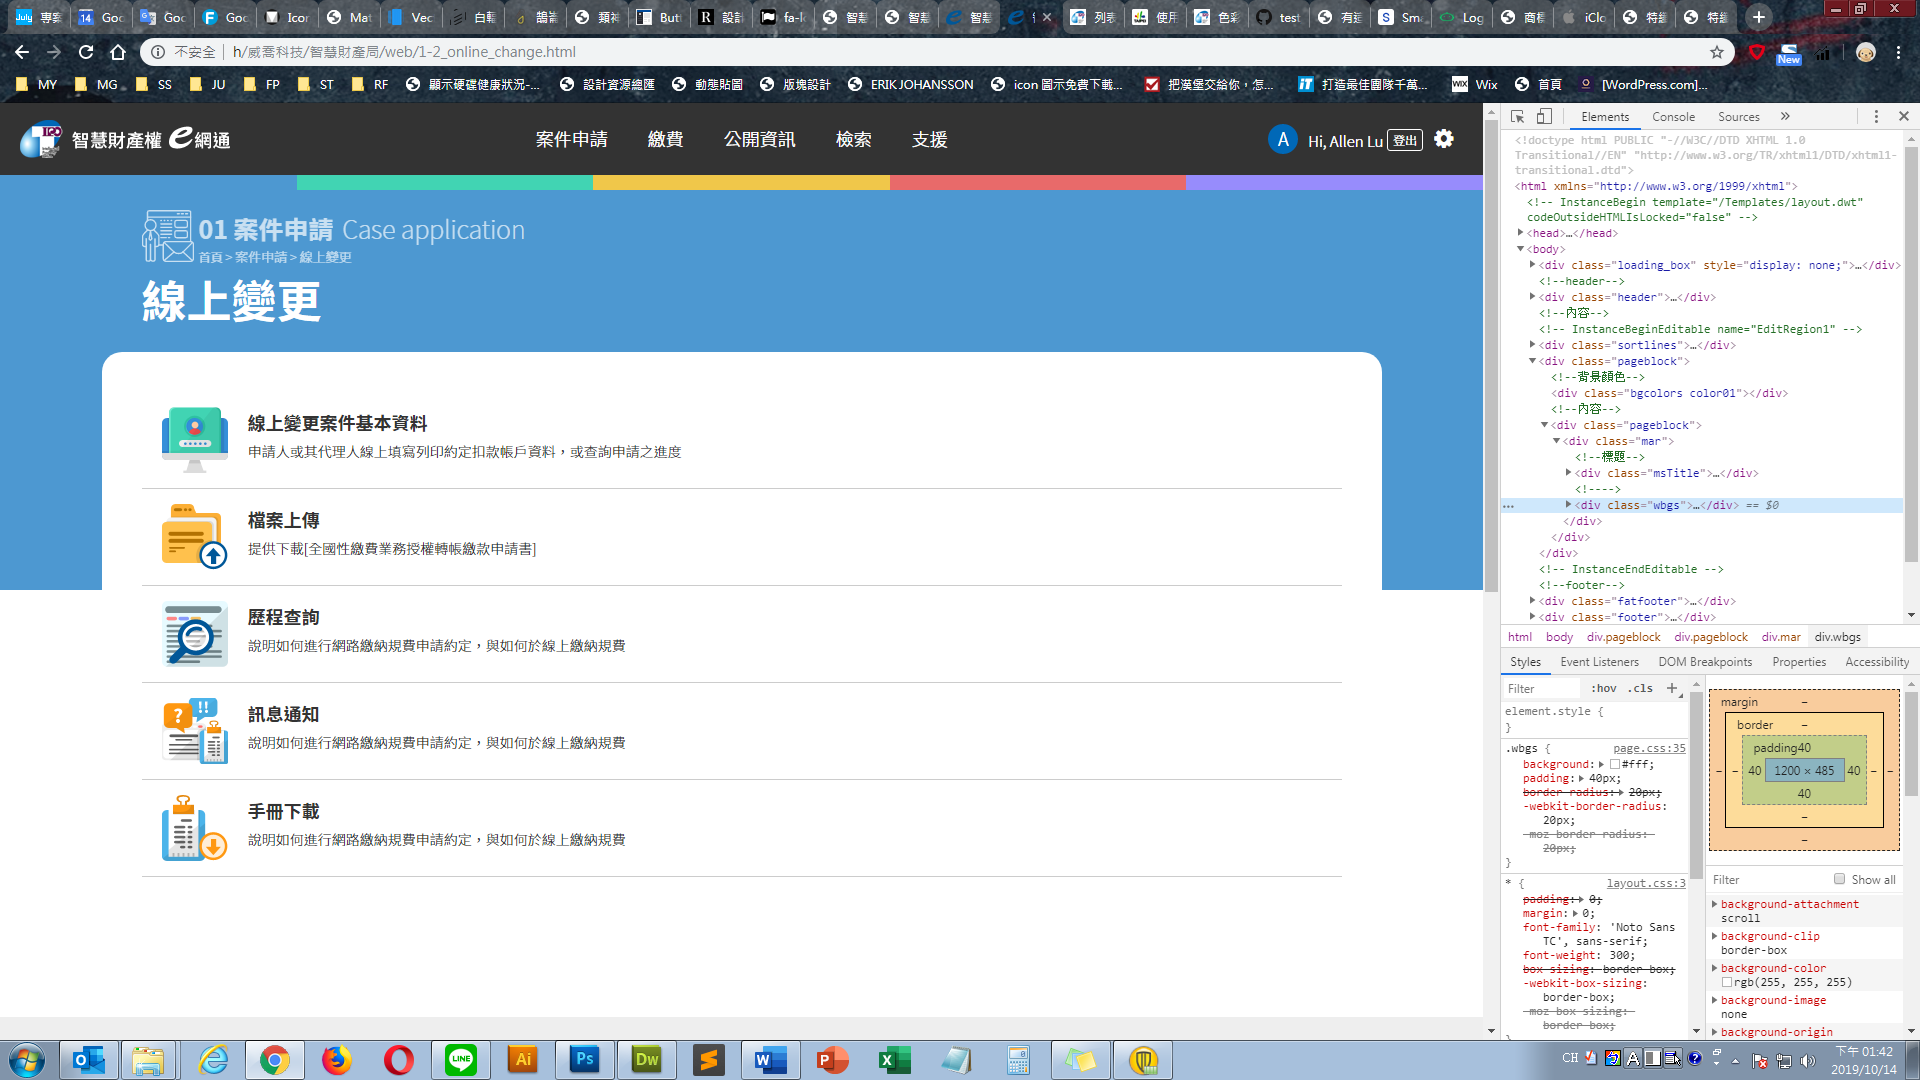 July 專案
14 Goo
Goo
F Goo
Icon
Mat
Vec
白鞋
鵲嵩
類神
But
R 設計
fa-l
智慧
智慧
智慧
列表
使用
色彩
test
有這
S Sma
Log
商標
iClo
特維
特維
不安全 | h/威喬科技/智慧財產局/web/1-2_online_change.html
New
MY MG SS JU FP ST RF 顯示硬碟健康狀況-... 設計資源總匯 動態貼圖 版塊設計 ERIK JOHANSSON icon 圖示免費下載... 把漢堡交給你，怎... iT 打造最佳團隊千萬... WiX Wix 首頁 [WordPress.com]...
TIPO 智慧財產權 e 網通
案件申請 繳費 公開資訊 檢索 支援
A Hi, Allen Lu 登出
01 案件申請 Case application
首頁 > 案件申請 > 線上變更
線上變更
線上變更案件基本資料
申請人或其代理人線上填寫列印約定扣款帳戶資料，或查詢申請之進度
檔案上傳
提供下載[全國性繳費業務授權轉帳繳款申請書]
歷程查詢
說明如何進行網路繳納規費申請約定，與如何於線上繳納規費
訊息通知
說明如何進行網路繳納規費申請約定，與如何於線上繳納規費
手冊下載
說明如何進行網路繳納規費申請約定，與如何於線上繳納規費
Elements Console Sources »
<!doctype html PUBLIC "-//W3C//DTD XHTML 1.0
Transitional//EN" "http://www.w3.org/TR/xhtml1/DTD/xhtml1-
transitional.dtd">
<html xmlns="http://www.w3.org/1999/xhtml">
<!-- InstanceBegin template="/Templates/layout.dwt"
codeOutsideHTMLIsLocked="false" -->
<head>…</head>
<body>
<div class="loading_box" style="display: none;">…</div>
<!--header-->
<div class="header">…</div>
<!--內容-->
<!-- InstanceBeginEditable name="EditRegion1" -->
<div class="sortlines">…</div>
<div class="pageblock">
<!--背景顏色-->
<div class="bgcolors color01"></div>
<!--內容-->
<div class="pageblock">
<div class="mar">
<!--標題-->
<div class="msTitle">…</div>
<!---->
… <div class="wbgs">…</div> == $0
</div>
</div>
</div>
<!-- InstanceEndEditable -->
<!--footer-->
<div class="fatfooter">…</div>
<div class="footer">…</div>
html body div.pageblock div.pageblock div.mar div.wbgs
Styles Event Listeners DOM Breakpoints Properties Accessibility
Filter :hov .cls +
element.style {
}
.wbgs { page.css:35
background: #fff;
padding: 40px;
border-radius: 20px;
-webkit-border-radius:
20px;
-moz-border-radius:
20px;
}
* { layout.css:3
padding: 0;
margin: 0;
font-family: 'Noto Sans
TC', sans-serif;
font-weight: 300;
box-sizing: border-box;
-webkit-box-sizing:
border-box;
-moz-box-sizing:
border-box;
margin –
border –
padding40
– – 40 1200 × 485 40 – –
40
–
–
Filter Show all
background-attachment
scroll
background-clip
border-box
background-color
rgb(255, 255, 255)
background-image
none
background-origin
LINE Ai Ps Dw
CH
下午 01:42
2019/10/14